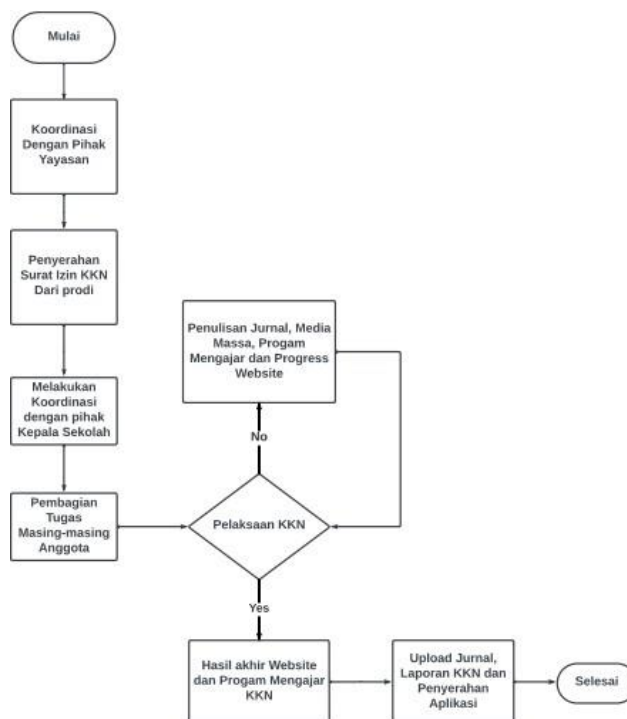 Mulai
Koordinasi
Dengan Pihak
Yayasan
Penyerahan
Surat Izin KKN
Dari prodi
Melakukan
Koordinasi
dengan pihak
Kepala Sekolah
Pembagian
Tugas
Masing-masing
Anggota
Penulisan Jurnal, Media
Massa, Progam
Mengajar dan Progress
Website
No
Pelaksaan KKN
Yes
Hasil akhir Website
dan Progam Mengajar
KKN
Upload Jurnal,
Laporan KKN dan
Penyerahan
Aplikasi
Selesai